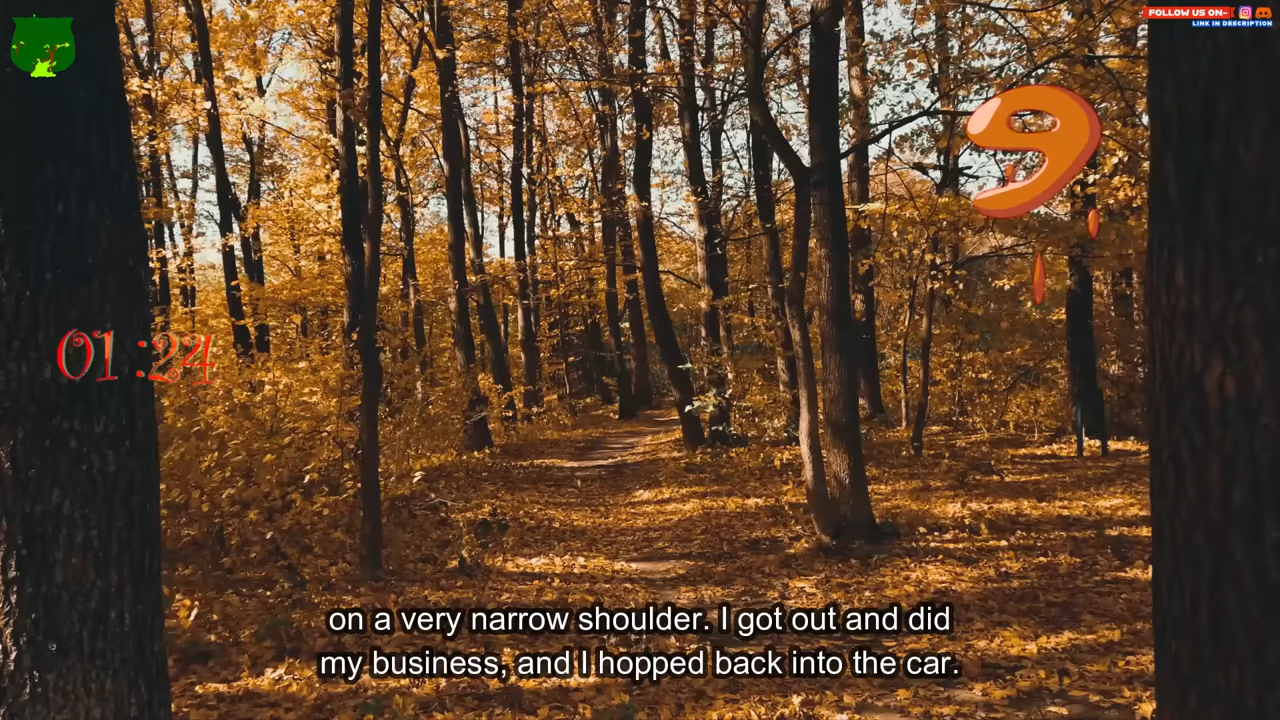 FOLLOW US ON-
LINK IN DESCRIPTION
9
01:24
on a very narrow shoulder. I got out and did
my business, and I hopped back into the car.